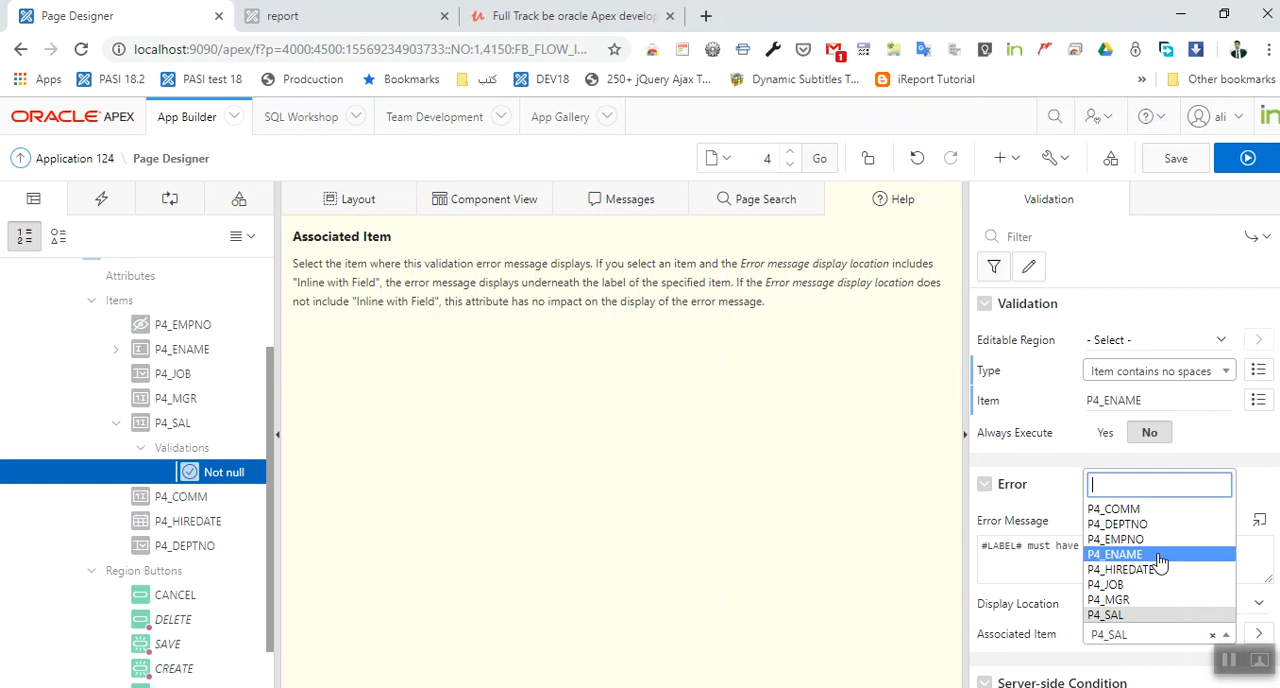 Page Designer
report
Full Track be oracle Apex develop
localhost:9090/apex/f?p=4000:4500:15569234903733::NO:1,4150:FB_FLOW_I...
Apps
PASI 18.2
PASI test 18
Prodcution
Bookmarks
كتب
DEV18
250+ jQuery Ajax T...
Dynamic Subtitles T...
iReport Tutorial
»
Other bookmarks
ORACLE APEX
App Builder
SQL Workshop
Team Development
App Gallery
ali
in
Application 124 \ Page Designer
4
Go
Save
Layout
Component View
Messages
Page Search
Help
Validation
Attributes
Items
P4_EMPNO
P4_ENAME
P4_JOB
P4_MGR
P4_SAL
Validations
Not null
P4_COMM
P4_HIREDATE
P4_DEPTNO
Region Buttons
CANCEL
DELETE
SAVE
CREATE
Associated Item
Select the item where this validation error message displays. If you select an item and the Error message display location includes
"Inline with Field", the error message displays underneath the label of the specified item. If the Error message display location does
not include "Inline with Field", this attribute has no impact on the display of the error message.
Filter
Validation
Editable Region
- Select -
Type
Item contains no spaces
Item
P4_ENAME
Always Execute
Yes
No
Error
P4_COMM
P4_DEPTNO
P4_EMPNO
P4_ENAME
P4_HIREDATE
P4_JOB
P4_MGR
P4_SAL
Error Message
#LABEL# must have
Display Location
Associated Item
P4_SAL
Server-side Condition